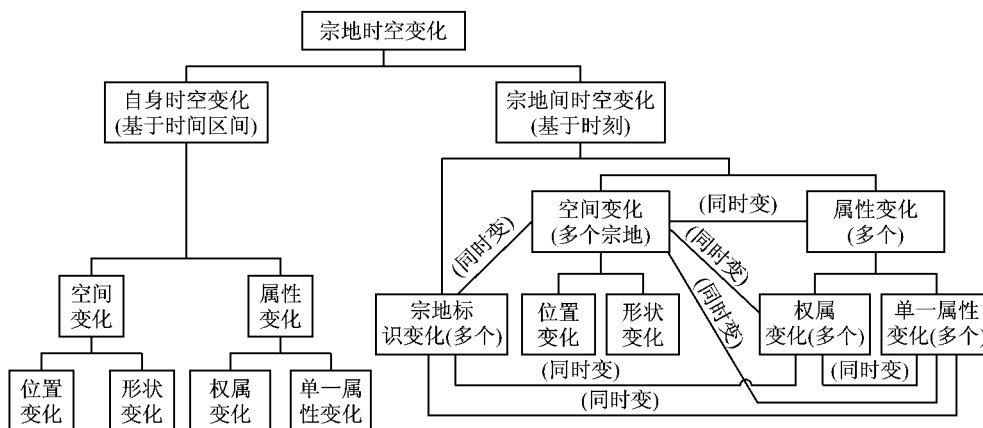 宗地时空变化
自身时空变化
(基于时间区间)
宗地间时空变化
(基于时刻)
空间变化
(多个宗地)
(同时变)
属性变化
(多个)
(同时变)
(同时变)
(同时变)
空间
变化
属性
变化
宗地标
识变化(多个)
位置
变化
形状
变化
权属
变化(多个)
单一属性
变化(多个)
(同时变)
(同时变)
(同时变)
位置
变化
形状
变化
权属
变化
单一属
性变化